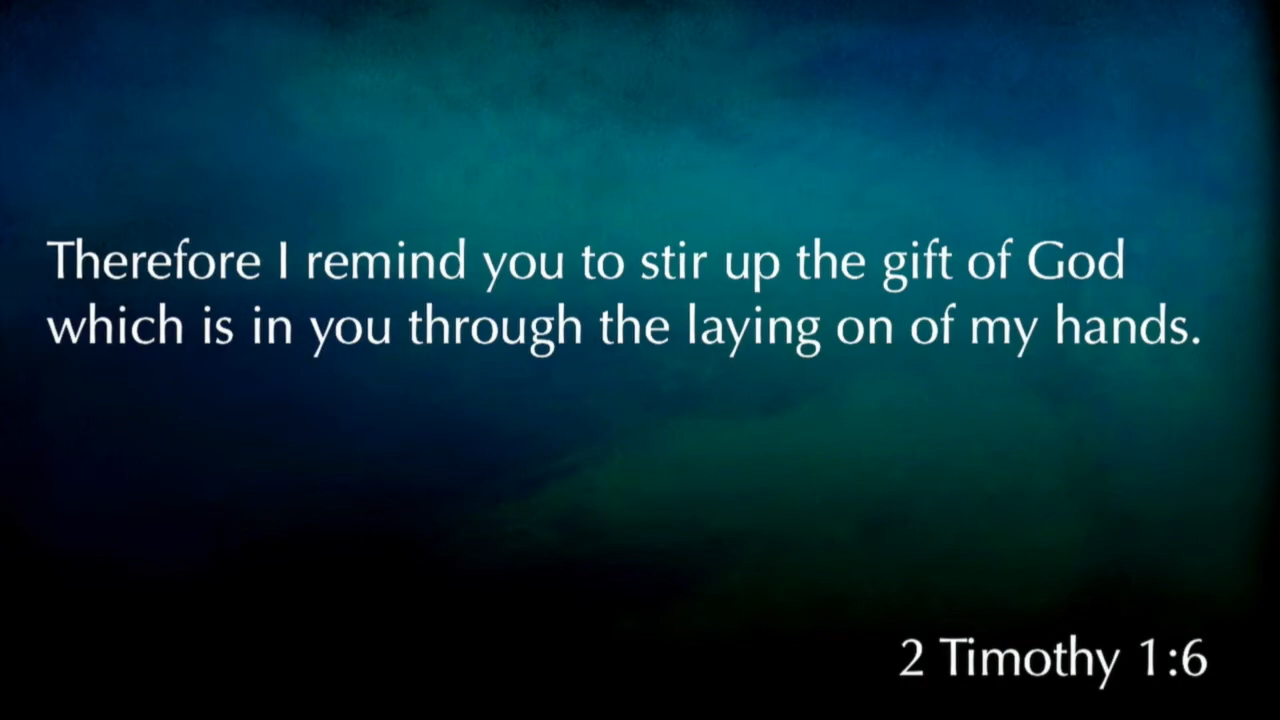 Therefore I remind you to stir up the gift of God
which is in you through the laying on of my hands.
2 Timothy 1:6